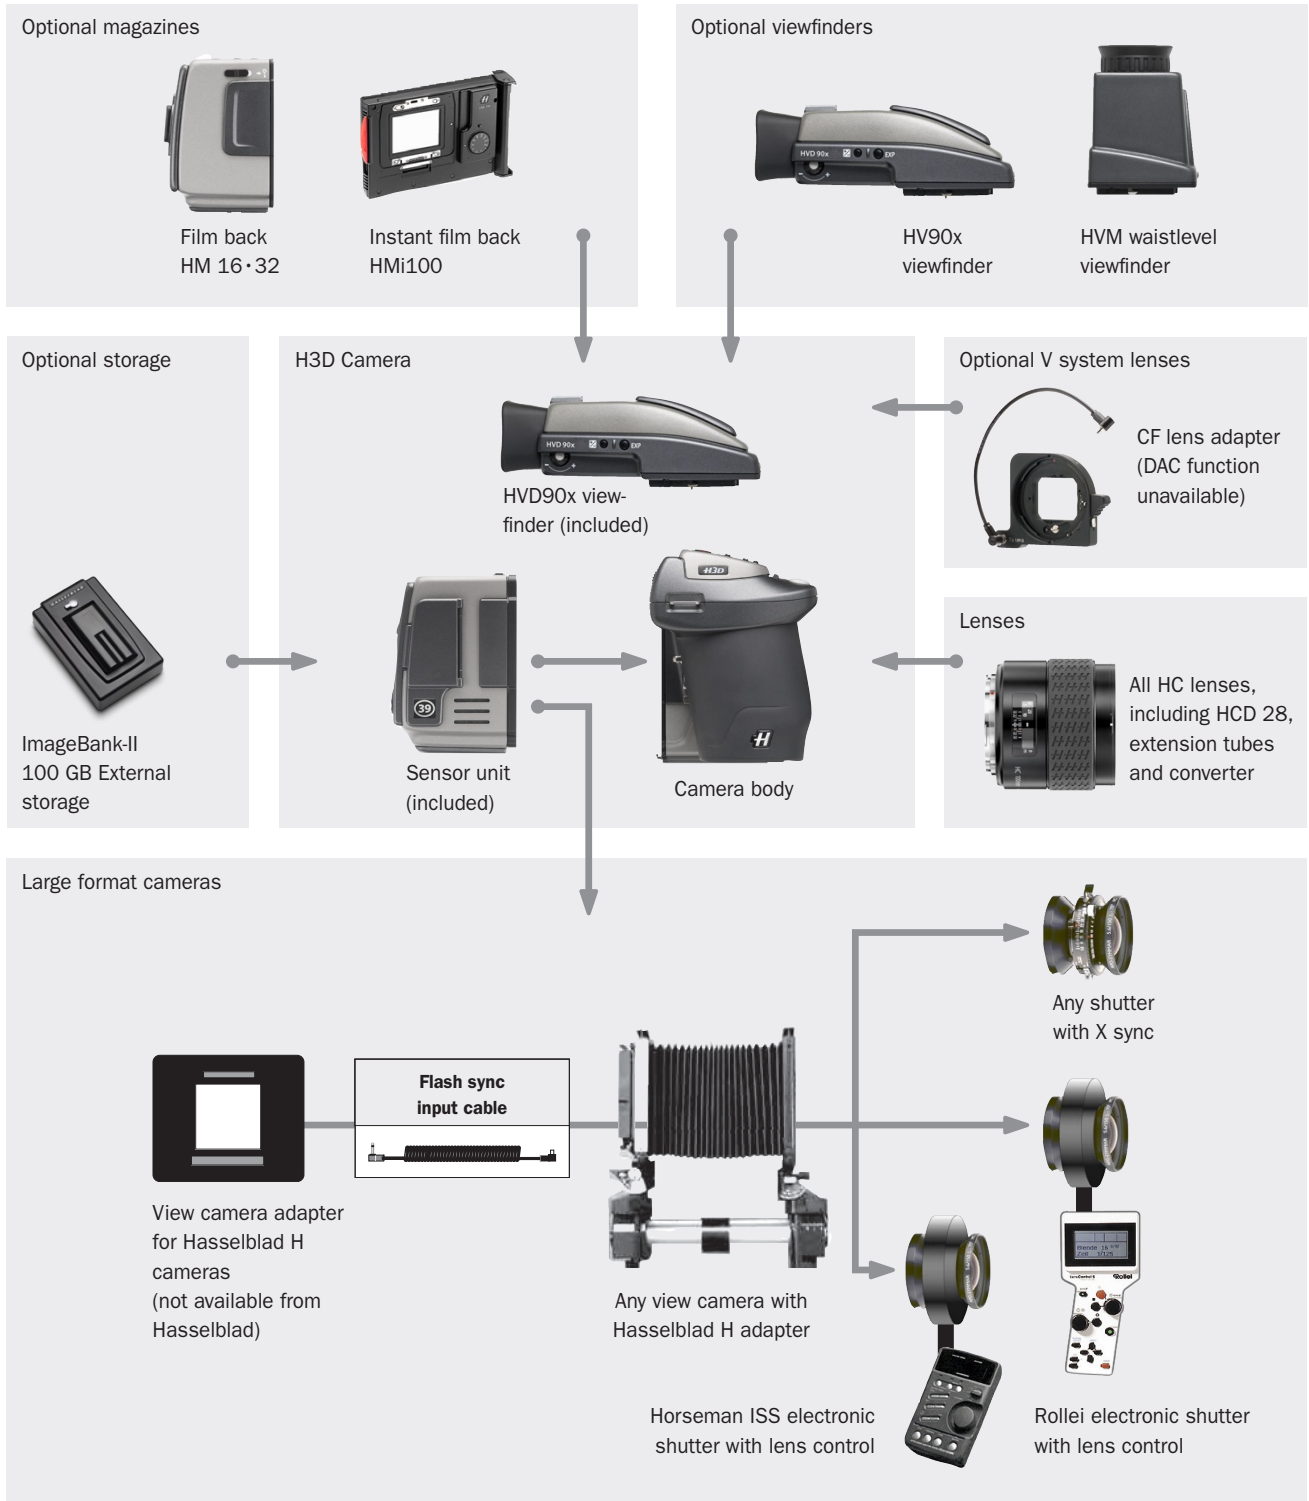 Optional magazines
Film back
HM 16·32
Instant film back
HMi100
Optional viewfinders
HVD 90x
EXP
HV90x
viewfinder
HVM waistlevel
viewfinder
Optional storage
ImageBank-II
100 GB External
storage
H3D Camera
HVD 90x
EXP
HVD90x view-
finder (included)
39
Sensor unit
(included)
H3D
H
Camera body
Optional V system lenses
CF lens adapter
(DAC function
unavailable)
Lenses
All HC lenses,
including HCD 28,
extension tubes
and converter
Large format cameras
View camera adapter
for Hasselblad H
cameras
(not available from
Hasselblad)
Flash sync
input cable
Any view camera with
Hasselblad H adapter
Any shutter
with X sync
Rollei
Horseman ISS electronic
shutter with lens control
Rollei electronic shutter
with lens control